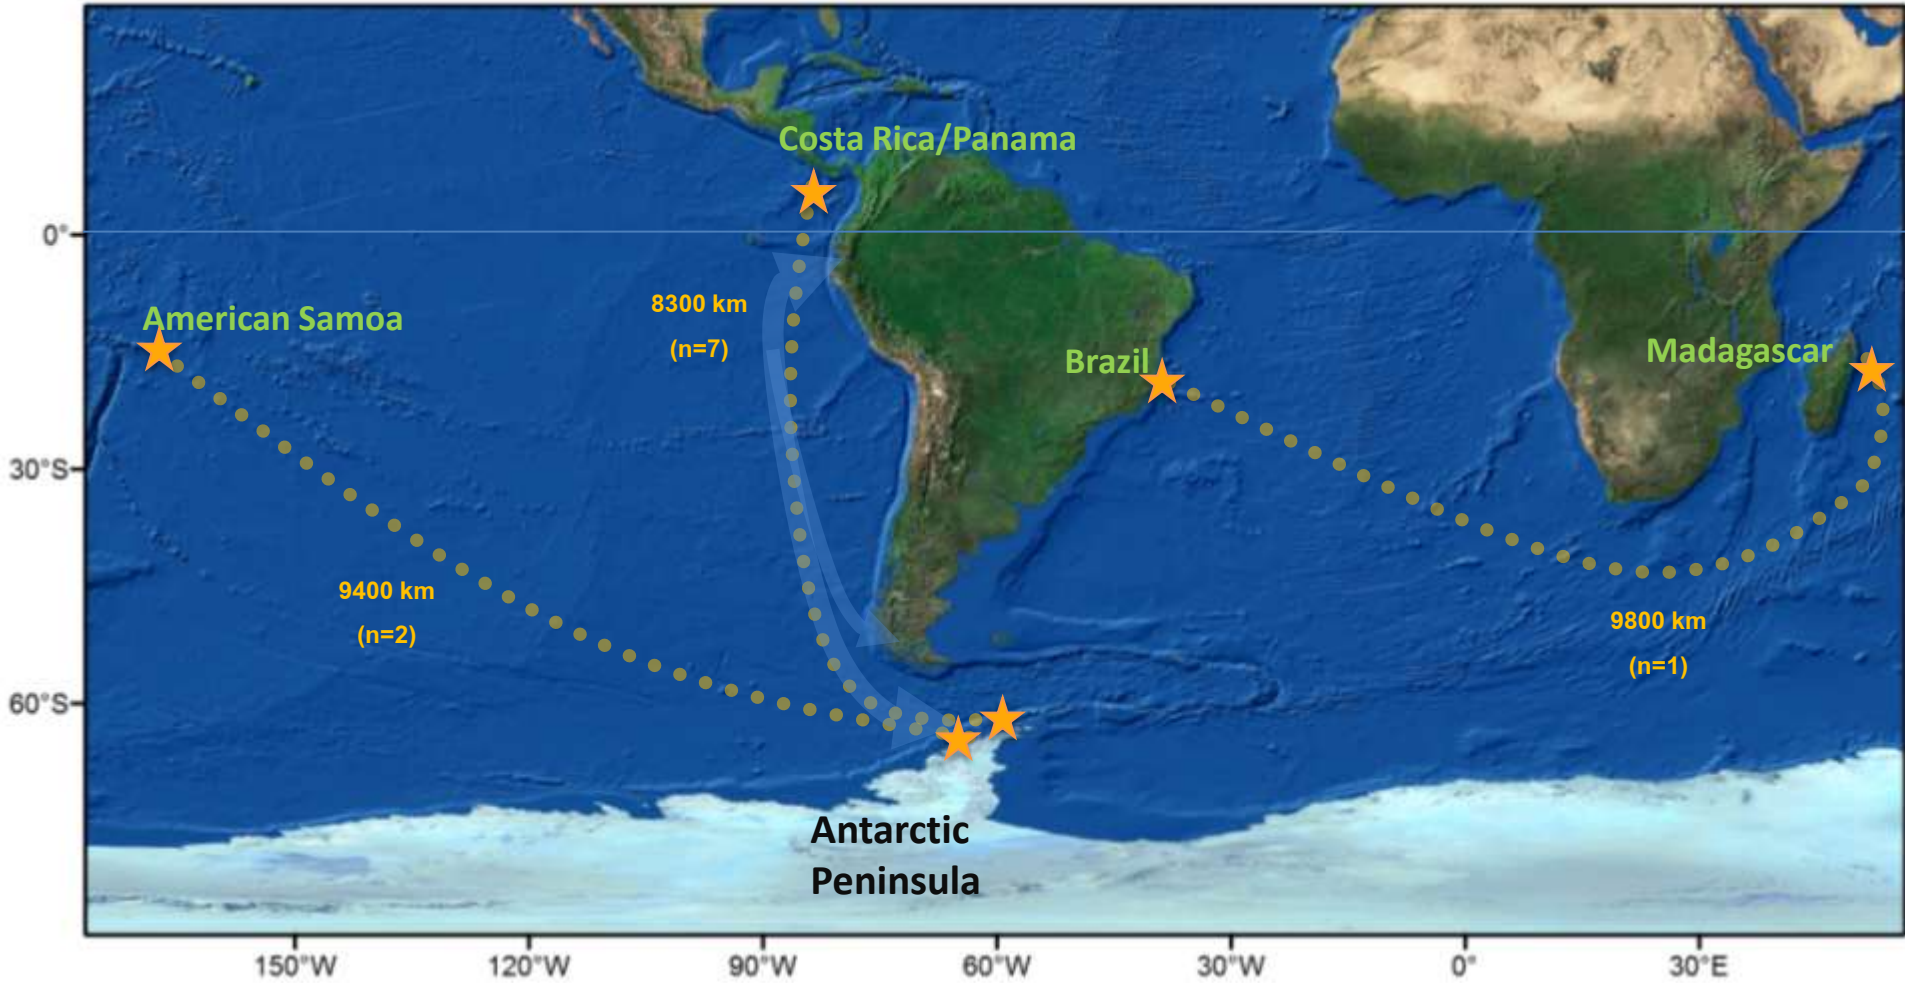 Costa Rica/Panama
0°
8300 km
(n=7)
American Samoa
Brazil
Madagascar
30°S
9400 km
(n=2)
9800 km
(n=1)
60°S
Antarctic
Peninsula
150°W
120°W
90°W
60°W
30°W
0°
30°E